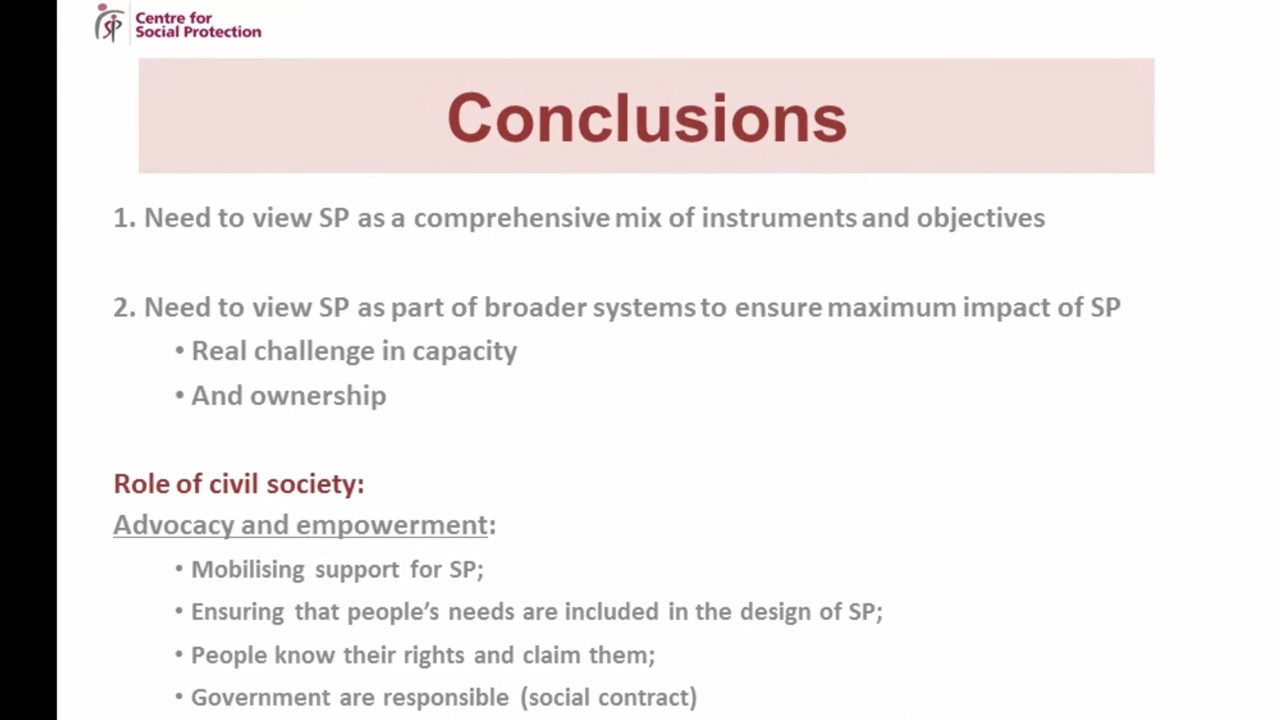 Centre for
Social Protection
Conclusions
1. Need to view SP as a comprehensive mix of instruments and objectives
2. Need to view SP as part of broader systems to ensure maximum impact of SP
• Real challenge in capacity
• And ownership
Role of civil society:
Advocacy and empowerment:
• Mobilising support for SP;
• Ensuring that people’s needs are included in the design of SP;
• People know their rights and claim them;
• Government are responsible (social contract)